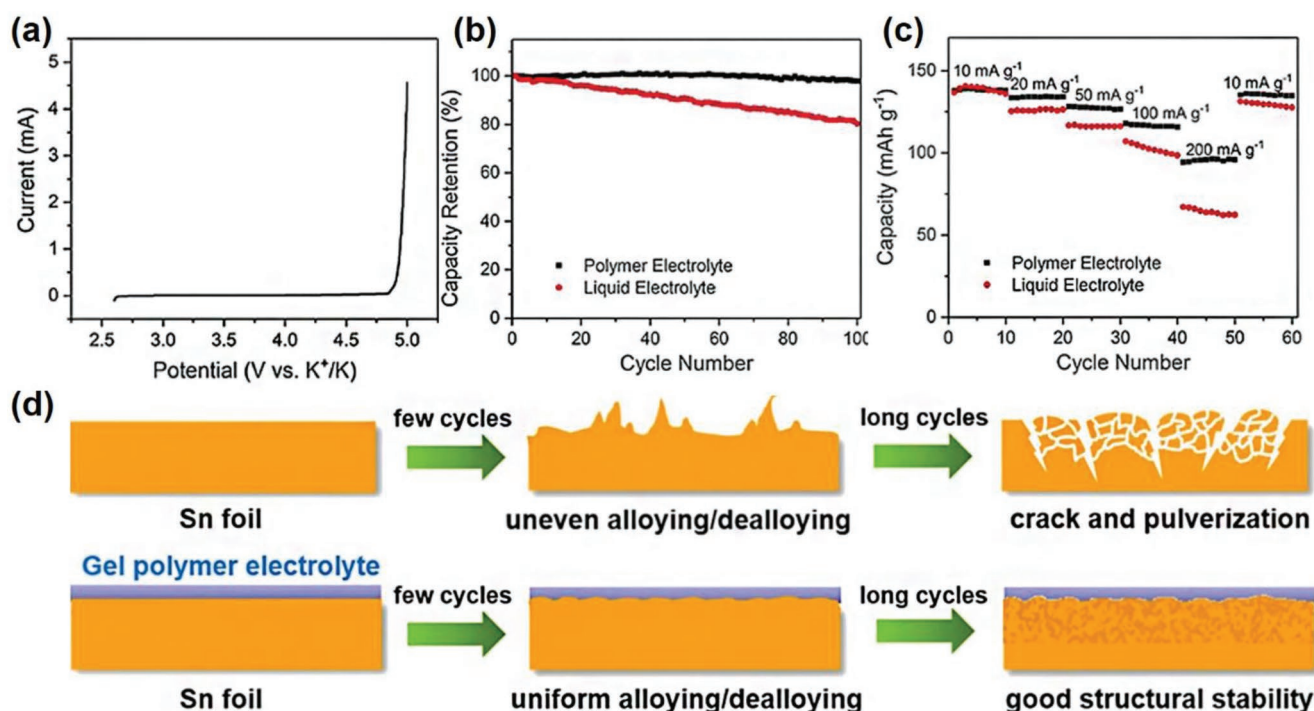 (a)
5
4
3
2
1
0
Current (mA)
2.5 3.0 3.5 4.0 4.5 5.0
Potential (V vs. K⁺/K)
(b)
120
100
80
60
40
20
0
Capacity Retention (%)
Polymer Electrolyte
Liquid Electrolyte
0 20 40 60 80 100
Cycle Number
(c)
150
100
50
0
Capacity (mAh g⁻¹)
10 mA g⁻¹
20 mA g⁻¹
50 mA g⁻¹
100 mA g⁻¹
200 mA g⁻¹
10 mA g⁻¹
Polymer Electrolyte
Liquid Electrolyte
0 10 20 30 40 50 60
Cycle Number
(d)
few cycles
long cycles
Sn foil
uneven alloying/dealloying
crack and pulverization
Gel polymer electrolyte
few cycles
long cycles
Sn foil
uniform alloying/dealloying
good structural stability